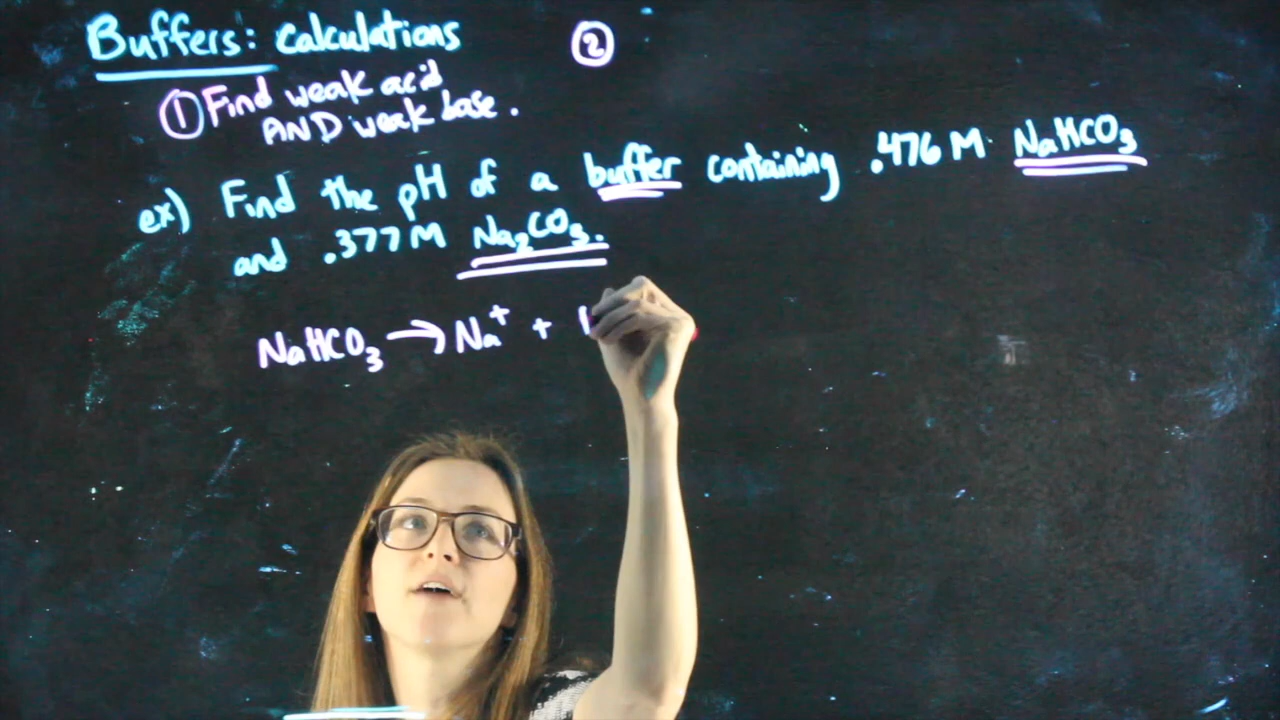 Buffers: calculations
②
① Find weak acid
AND weak base.
ex) Find the pH of a buffer containing .476 M NaHCO₃
and .377 M Na₂CO₃.
NaHCO₃ → Na⁺ +